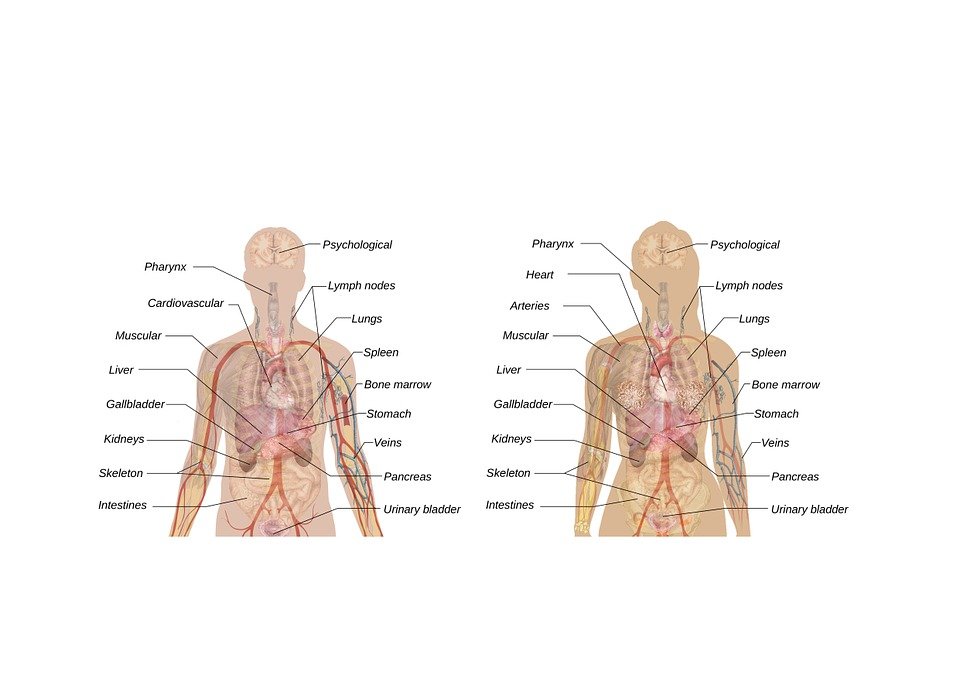 Psychological
Pharynx
Lymph nodes
Cardiovascular
Lungs
Muscular
Spleen
Liver
Bone marrow
Gallbladder
Stomach
Kidneys
Veins
Skeleton
Pancreas
Intestines
Urinary bladder
Pharynx
Psychological
Heart
Lymph nodes
Arteries
Lungs
Muscular
Spleen
Liver
Bone marrow
Gallbladder
Stomach
Kidneys
Veins
Skeleton
Pancreas
Intestines
Urinary bladder